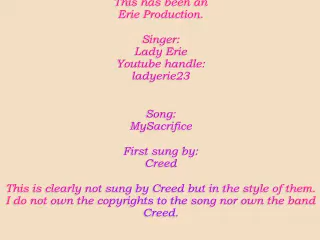 This has been an
Erie Production.
Singer:
Lady Erie
Youtube handle:
ladyerie23
Song:
MySacrifice
First sung by:
Creed
This is clearly not sung by Creed but in the style of them.
I do not own the copyrights to the song nor own the band
Creed.